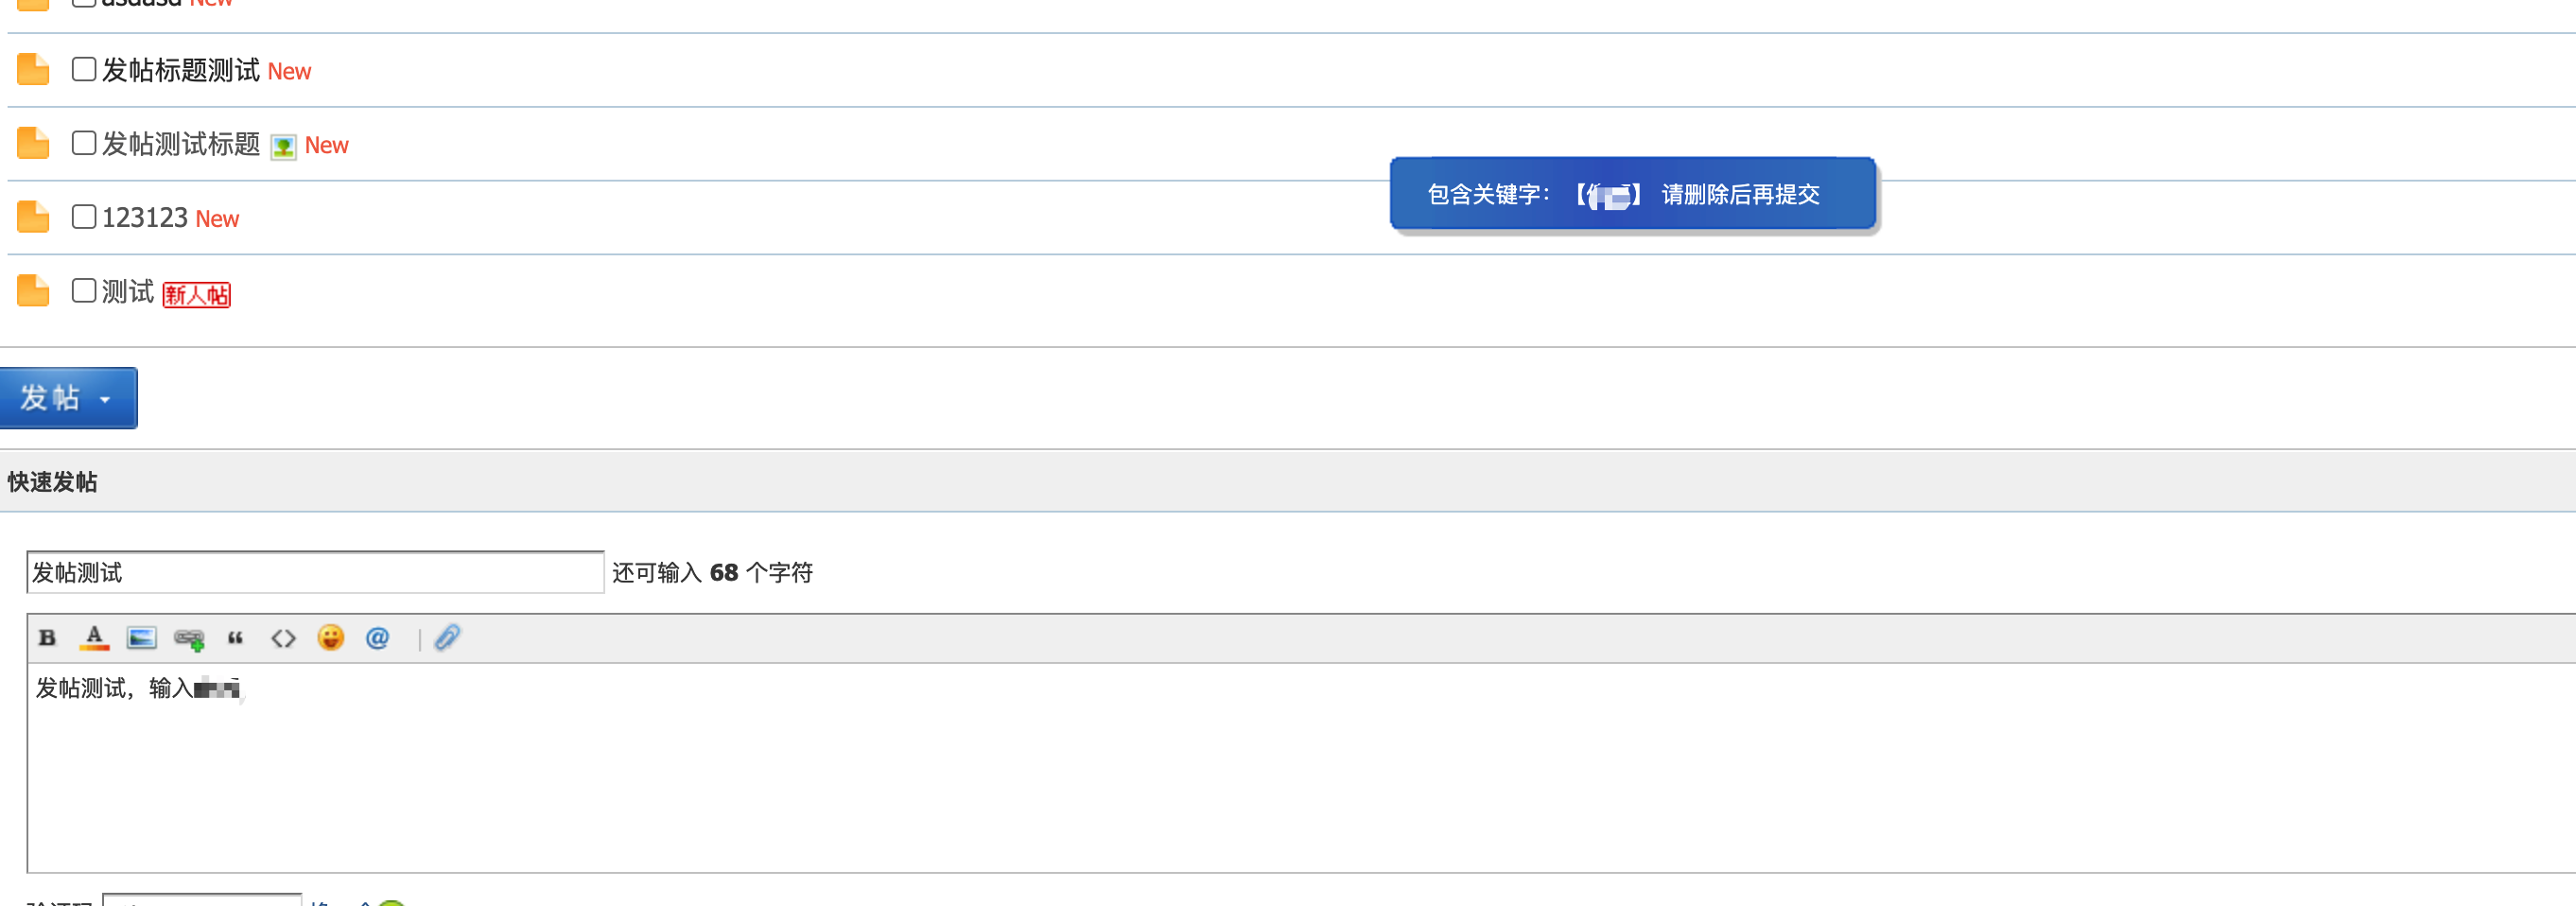 asdasd New
发帖标题测试 New
发帖测试标题 New
包含关键字：【】 请删除后再提交
123123 New
测试 新人帖
发帖
快速发帖
发帖测试 还可输入 68 个字符
B A “ <> @
发帖测试，输入